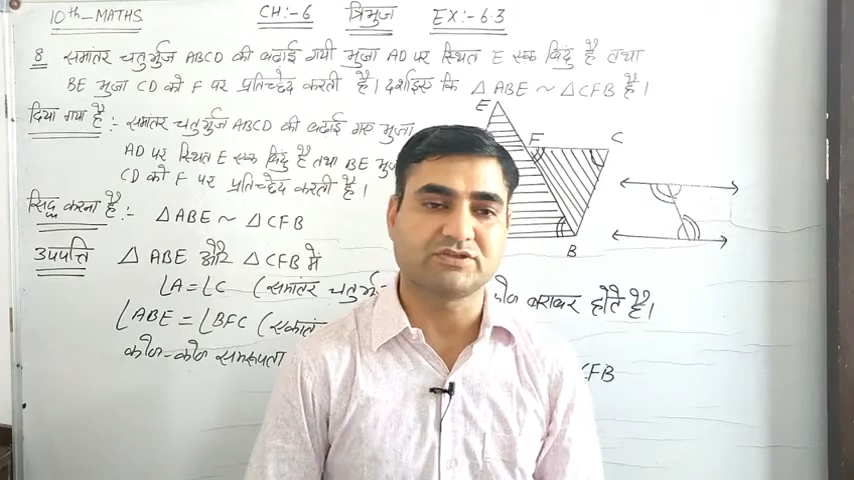 10th-MATHS CH:-6 त्रिभुज EX:-6.3
8 समांतर चतुर्भुज ABCD की बढाई गयी भुजा AD पर स्थित E एक बिंदु है तथा
BE भुजा CD को F पर प्रतिच्छेद करती है। दर्शाइए कि △ ABE ~ △CFB है।
दिया गया है:- समांतर चतुर्भुज ABCD की बढाई गए भुजा
AD पर स्थित E एक बिंदु है तथा BE
CD को F पर प्रतिच्छेद करती है।
सिद्ध करना है:- △ABE ~ △CFB
उपपत्ति △ ABE और △CFB में
∠A = ∠C (समांतर बराबर होते है।
∠ABE = ∠BFC
कोण-कोण समरूपता CFB
E
F
C
B